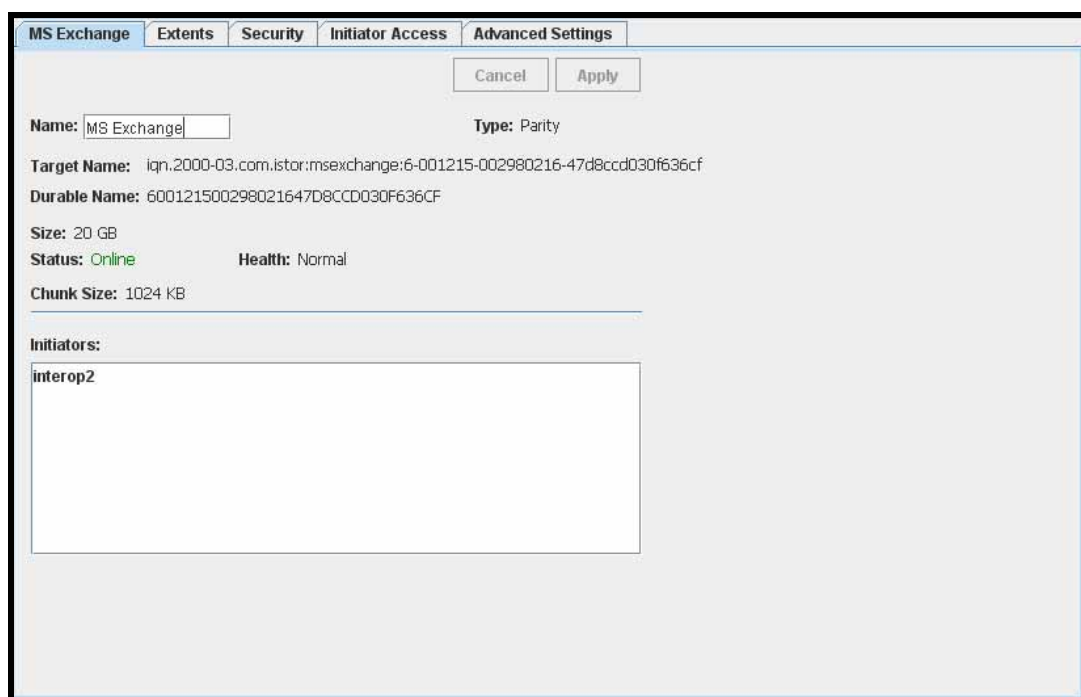 MS Exchange Extents Security Initiator Access Advanced Settings
Cancel Apply
Name: MS Exchange Type: Parity
Target Name: iqn.2000-03.com.istor:msexchange:6-001215-002980216-47d8ccd030f636cf
Durable Name: 600121500298021647D8CCD030F636CF
Size: 20 GB
Status: Online Health: Normal
Chunk Size: 1024 KB
Initiators:
interop2